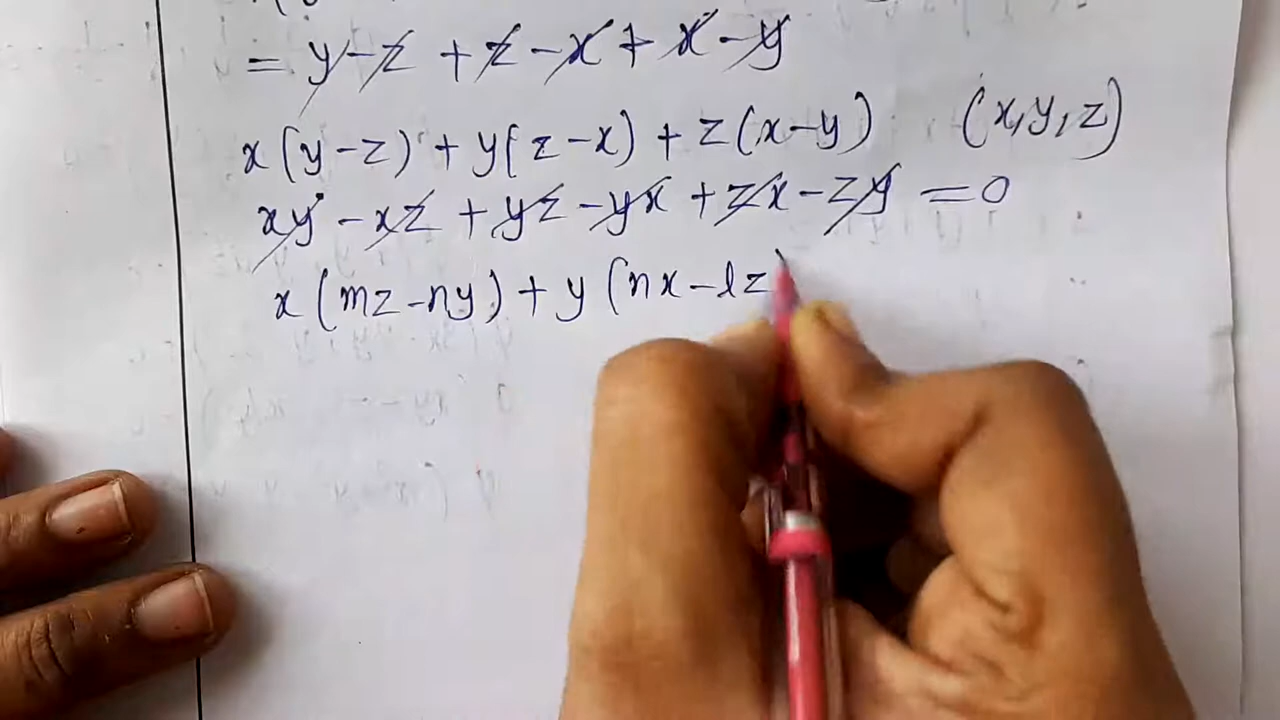 = y - z + z - x + x - y
x(y-z) + y(z-x) + z(x-y) (x,y,z)
xy - xz + yz - yx + zx - zy = 0
x(mz-ny) + y(nx-lz)